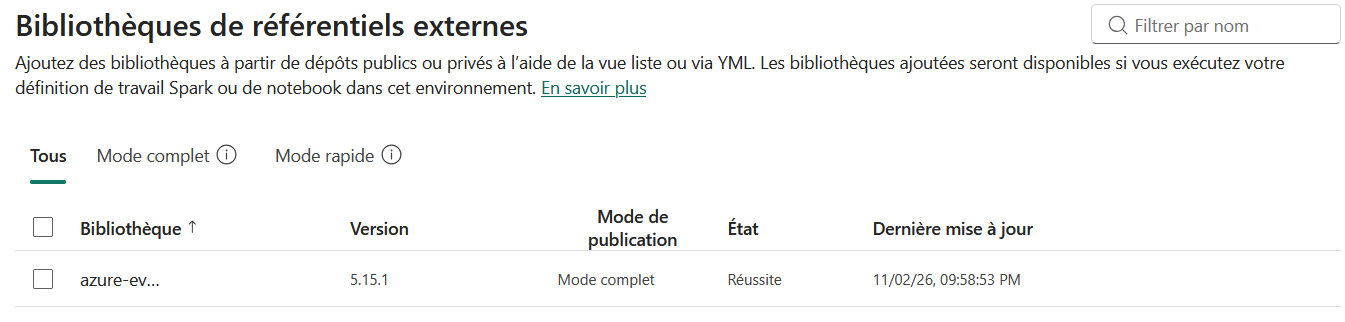 Bibliothèques de référentiels externes
Filtrer par nom
Ajoutez des bibliothèques à partir de dépôts publics ou privés à l'aide de la vue liste ou via YML. Les bibliothèques ajoutées seront disponibles si vous exécutez votre
définition de travail Spark ou de notebook dans cet environnement. En savoir plus
Tous Mode complet Mode rapide
Bibliothèque ↑ Version Mode de publication État Dernière mise à jour
azure-ev... 5.15.1 Mode complet Réussite 11/02/26, 09:58:53 PM